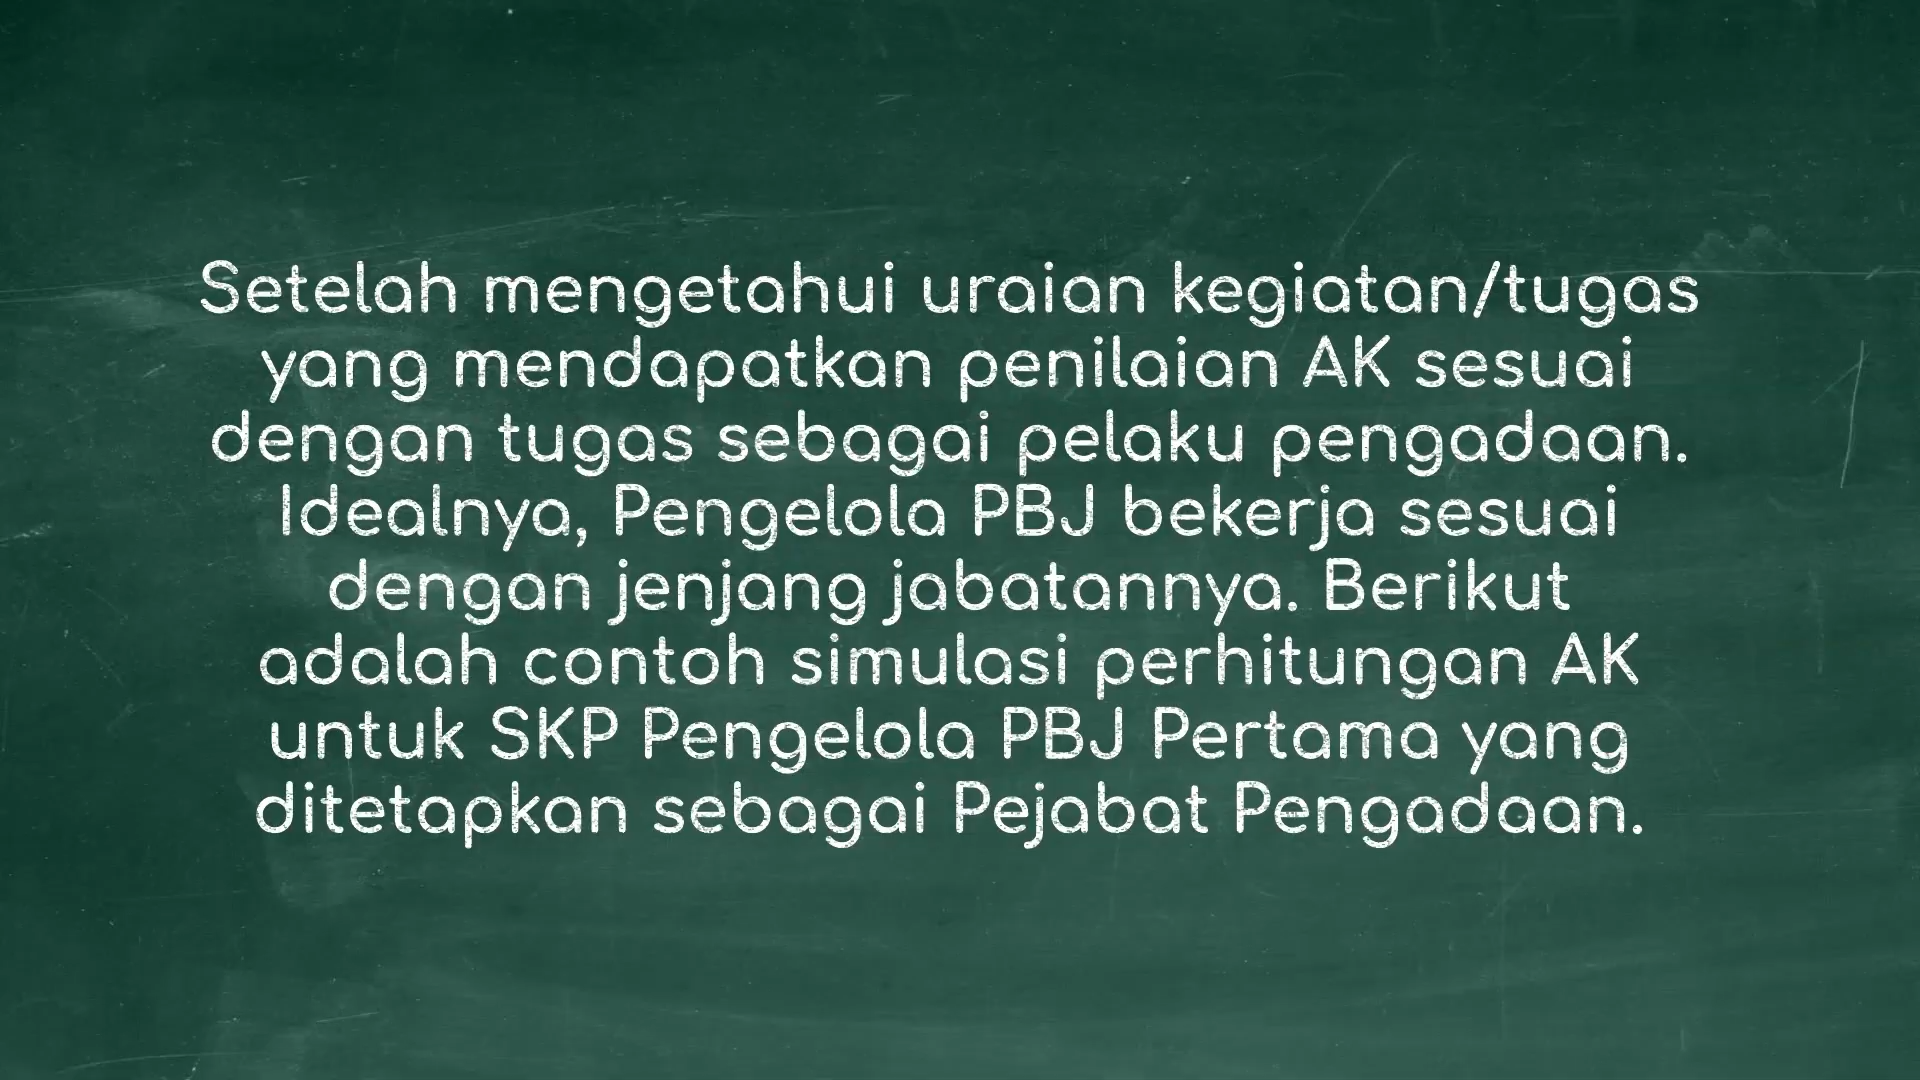 Setelah mengetahui uraian kegiatan/tugas
yang mendapatkan penilaian AK sesuai
dengan tugas sebagai pelaku pengadaan.
Idealnya, Pengelola PBJ bekerja sesuai
dengan jenjang jabatannya. Berikut
adalah contoh simulasi perhitungan AK
untuk SKP Pengelola PBJ Pertama yang
ditetapkan sebagai Pejabat Pengadaan.